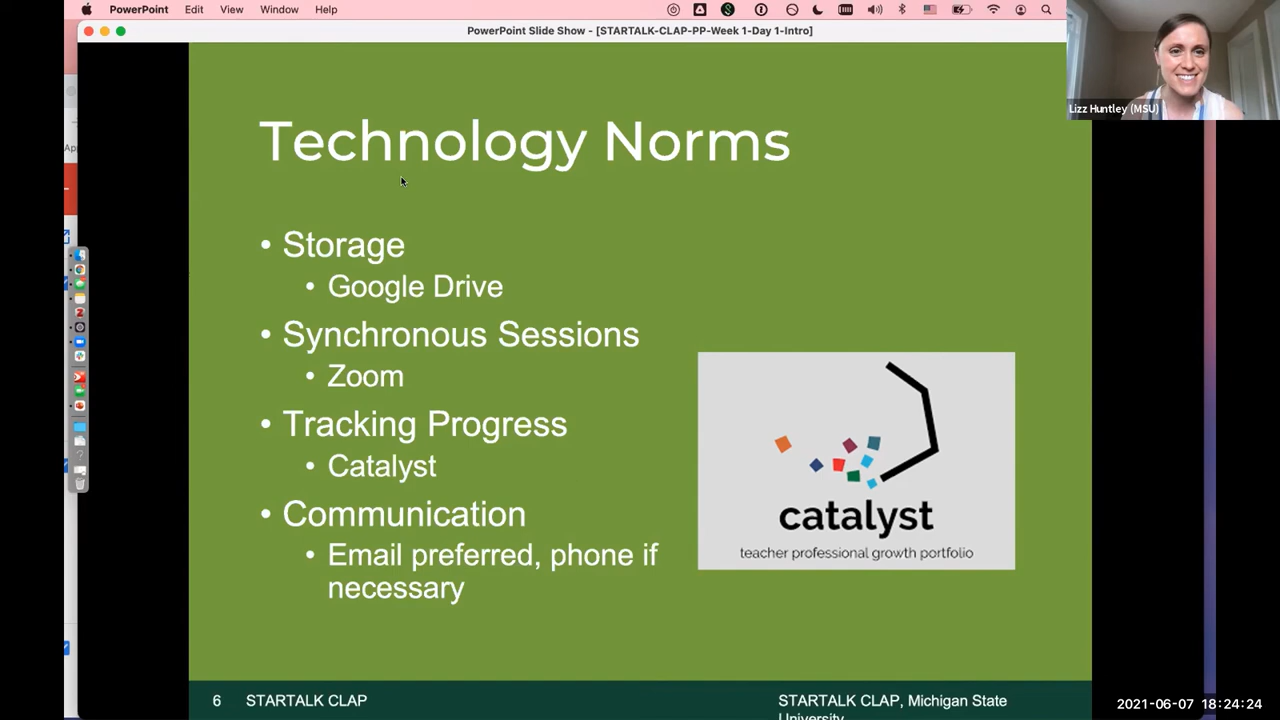 PowerPoint Edit View Window Help
PowerPoint Slide Show - [STARTALK-CLAP-PP-Week 1-Day 1-Intro]
Lizz Huntley (MSU)
Technology Norms
• Storage
• Google Drive
• Synchronous Sessions
• Zoom
• Tracking Progress
• Catalyst
• Communication
• Email preferred, phone if
necessary
catalyst
teacher professional growth portfolio
6 STARTALK CLAP
STARTALK CLAP, Michigan State
University
2021-06-07 18:24:24